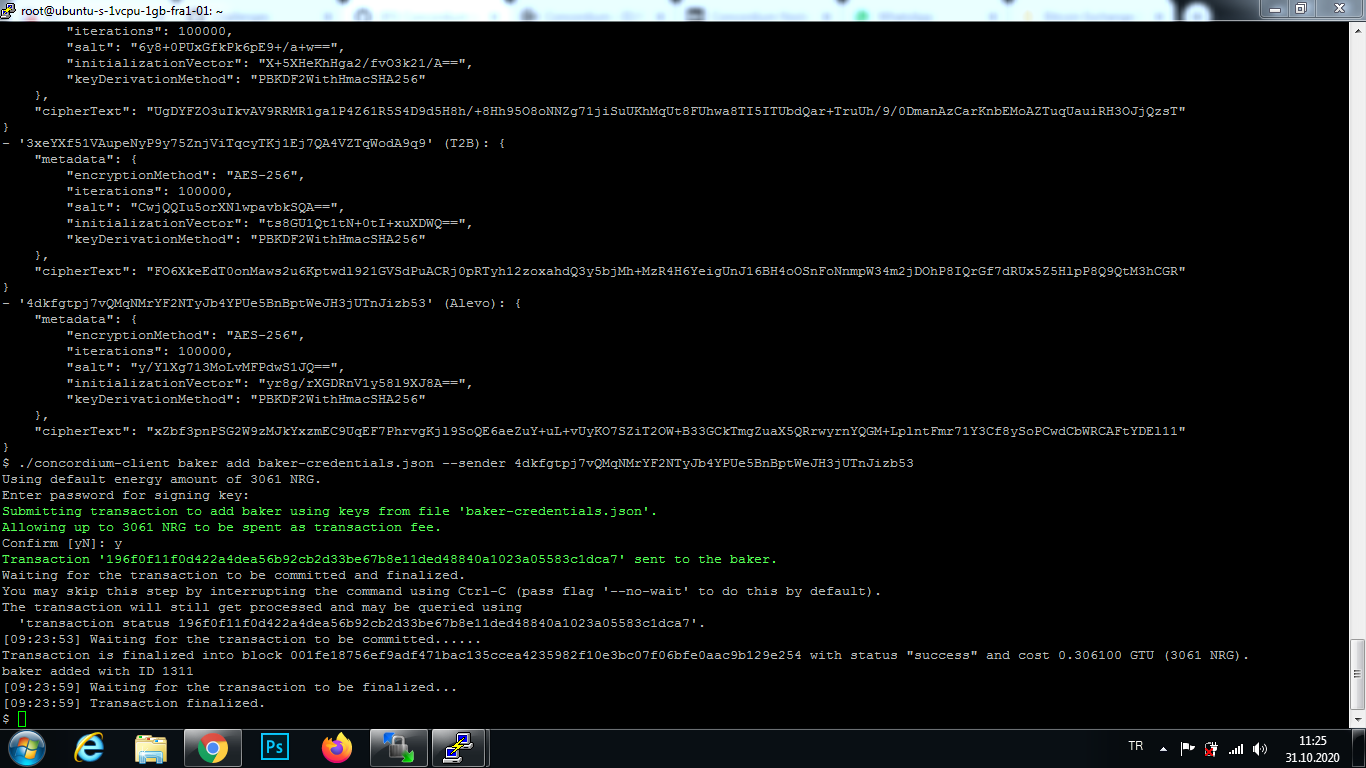 root@ubuntu-s-1vcpu-1gb-fra1-01: ~
"iterations": 100000,
"salt": "6y8+0PUxGfkPk6pE9+/a+w==",
"initializationVector": "X+5XHeKhHga2/fvO3k21/A==",
"keyDerivationMethod": "PBKDF2WithHmacSHA256"
},
"cipherText": "UgDYFZO3uIkvAV9RRMR1ga1P4Z61R5S4D9d5H8h/+8Hh95O8oNNZg71jiSuUKhMqUt8FUhwa8TI5ITUbdQar+TruUh/9/0DmanAzCarKnbEMoAZTuqUauiRH3OJjQzsT"
}
- '3xeYXf51VAupeNyP9y75ZnjViTqcyTKj1Ej7QA4VZTqWodA9q9' (T2B): {
"metadata": {
"encryptionMethod": "AES-256",
"iterations": 100000,
"salt": "CwjQQIu5orXNlwpavbkSQA==",
"initializationVector": "ts8GU1Qt1tN+0tI+xuXDWQ==",
"keyDerivationMethod": "PBKDF2WithHmacSHA256"
},
"cipherText": "FO6XkeEdT0onMaws2u6Kptwdl921GVSdPuACRj0pRTyh12zoxahdQ3y5bjMh+MzR4H6YeigUnJ16BH4oOSnFoNnmpW34m2jDOhP8IQrGf7dRUx5Z5HlpP8Q9QtM3hCGR"
}
- '4dkfgtpj7vQMqNMrYF2NTyJb4YPUe5BnBptWeJH3jUTnJizb53' (Alevo): {
"metadata": {
"encryptionMethod": "AES-256",
"iterations": 100000,
"salt": "y/YlXg713MoLvMFPdwS1JQ==",
"initializationVector": "yr8g/rXGDRnV1y58l9XJ8A==",
"keyDerivationMethod": "PBKDF2WithHmacSHA256"
},
"cipherText": "xZbf3pnPSG2W9zMJkYxzmEC9UqEF7PhrvgKjl9SoQE6aeZuY+uL+vUyKO7SZiT2OW+B33GCkTmgZuaX5QRrwyrnYQGM+LplntFmr71Y3Cf8ySoPCwdCbWRCAFtYDEl11"
}
$ ./concordium-client baker add baker-credentials.json --sender 4dkfgtpj7vQMqNMrYF2NTyJb4YPUe5BnBptWeJH3jUTnJizb53
Using default energy amount of 3061 NRG.
Enter password for signing key:
Submitting transaction to add baker using keys from file 'baker-credentials.json'.
Allowing up to 3061 NRG to be spent as transaction fee.
Confirm [yN]: y
Transaction '196f0f11f0d422a4dea56b92cb2d33be67b8e11ded48840a1023a05583c1dca7' sent to the baker.
Waiting for the transaction to be committed and finalized.
You may skip this step by interrupting the command using Ctrl-C (pass flag '--no-wait' to do this by default).
The transaction will still get processed and may be queried using
'transaction status 196f0f11f0d422a4dea56b92cb2d33be67b8e11ded48840a1023a05583c1dca7'.
[09:23:53] Waiting for the transaction to be committed......
Transaction is finalized into block 001fe18756ef9adf471bac135ccea4235982f10e3bc07f06bfe0aac9b129e254 with status "success" and cost 0.306100 GTU (3061 NRG).
baker added with ID 1311
[09:23:59] Waiting for the transaction to be finalized...
[09:23:59] Transaction finalized.
$
Ps
TR
11:25
31.10.2020